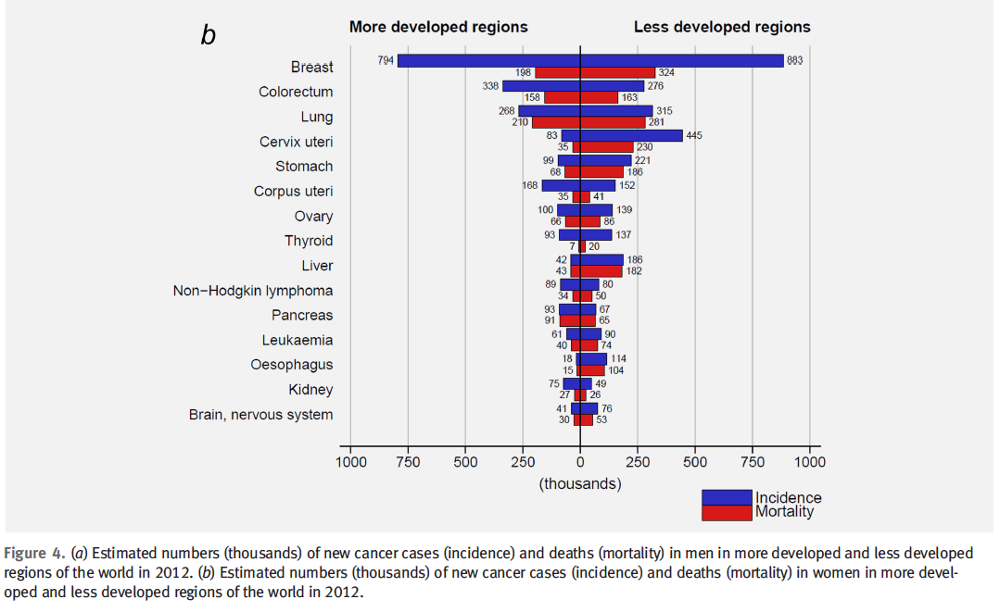 b
More developed regions Less developed regions
Breast 794 883
198 324
Colorectum 338 276
158 163
Lung 268 315
210 281
Cervix uteri 83 445
35 230
Stomach 99 221
68 186
Corpus uteri 168 152
35 41
Ovary 100 139
66 86
Thyroid 93 137
7 20
Liver 42 186
43 182
Non-Hodgkin lymphoma 89 80
34 50
Pancreas 93 67
91 65
Leukaemia 61 90
40 74
Oesophagus 18 114
15 104
Kidney 75 49
27 26
Brain, nervous system 41 76
30 53
1000 750 500 250 0 250 500 750 1000
(thousands)
Incidence
Mortality
Figure 4. (a) Estimated numbers (thousands) of new cancer cases (incidence) and deaths (mortality) in men in more developed and less developed
regions of the world in 2012. (b) Estimated numbers (thousands) of new cancer cases (incidence) and deaths (mortality) in women in more devel-
oped and less developed regions of the world in 2012.